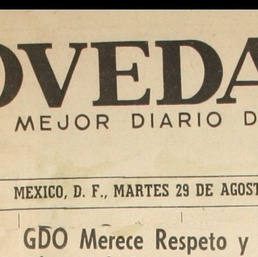 OVEDA
MEJOR DIARIO D
MEXICO, D. F., MARTES 29 DE AGOST
GDO Merece Respeto y